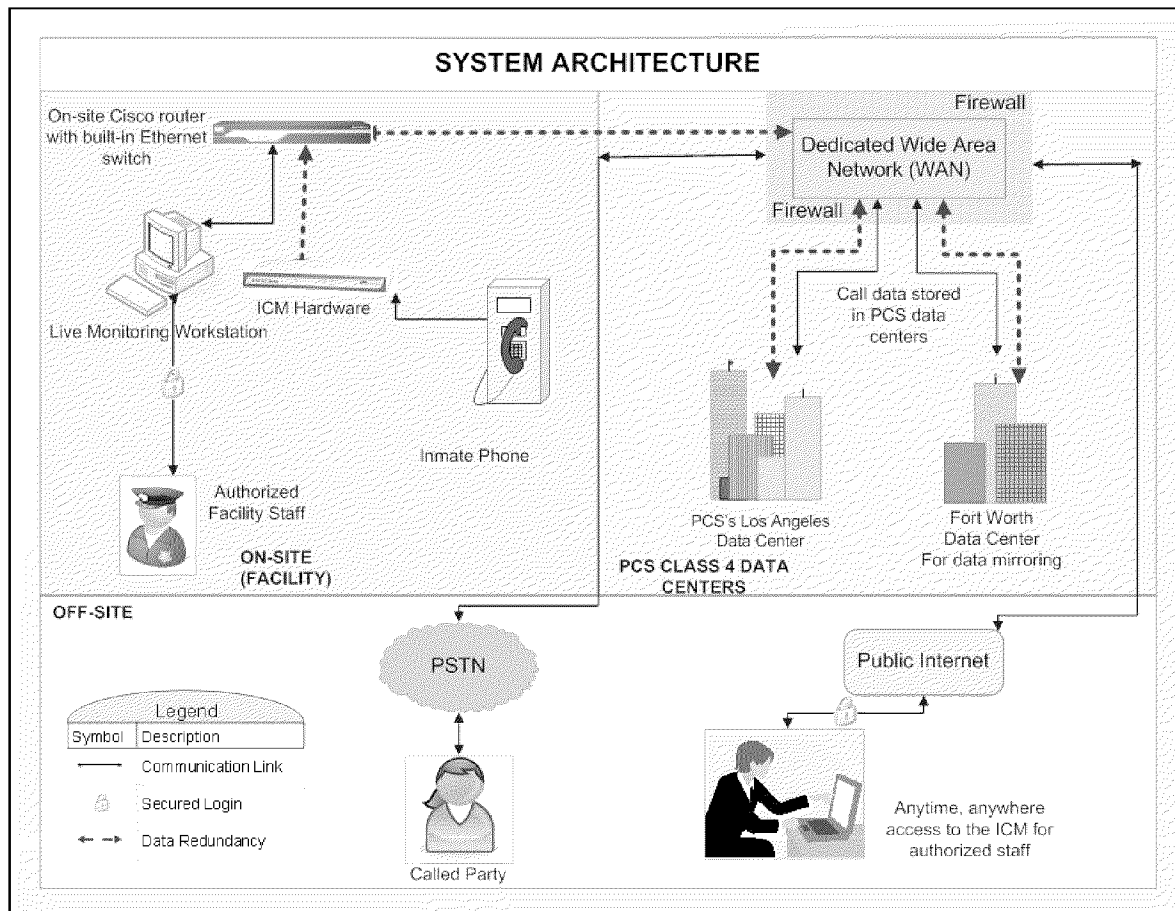 SYSTEM ARCHITECTURE
On-site Cisco router
with built-in Ethernet
switch
Live Monitoring Workstation
ICM Hardware
Inmate Phone
Authorized
Facility Staff
ON-SITE
(FACILITY)
Firewall
Dedicated Wide Area
Network (WAN)
Firewall
Call data stored
in PCS data
centers
PCS's Los Angeles
Data Center
Fort Worth
Data Center
For data mirroring
PCS CLASS 4 DATA
CENTERS
OFF-SITE
PSTN
Called Party
Public Internet
Anytime, anywhere
access to the ICM for
authorized staff
Legend
Symbol Description
Communication Link
Secured Login
Data Redundancy